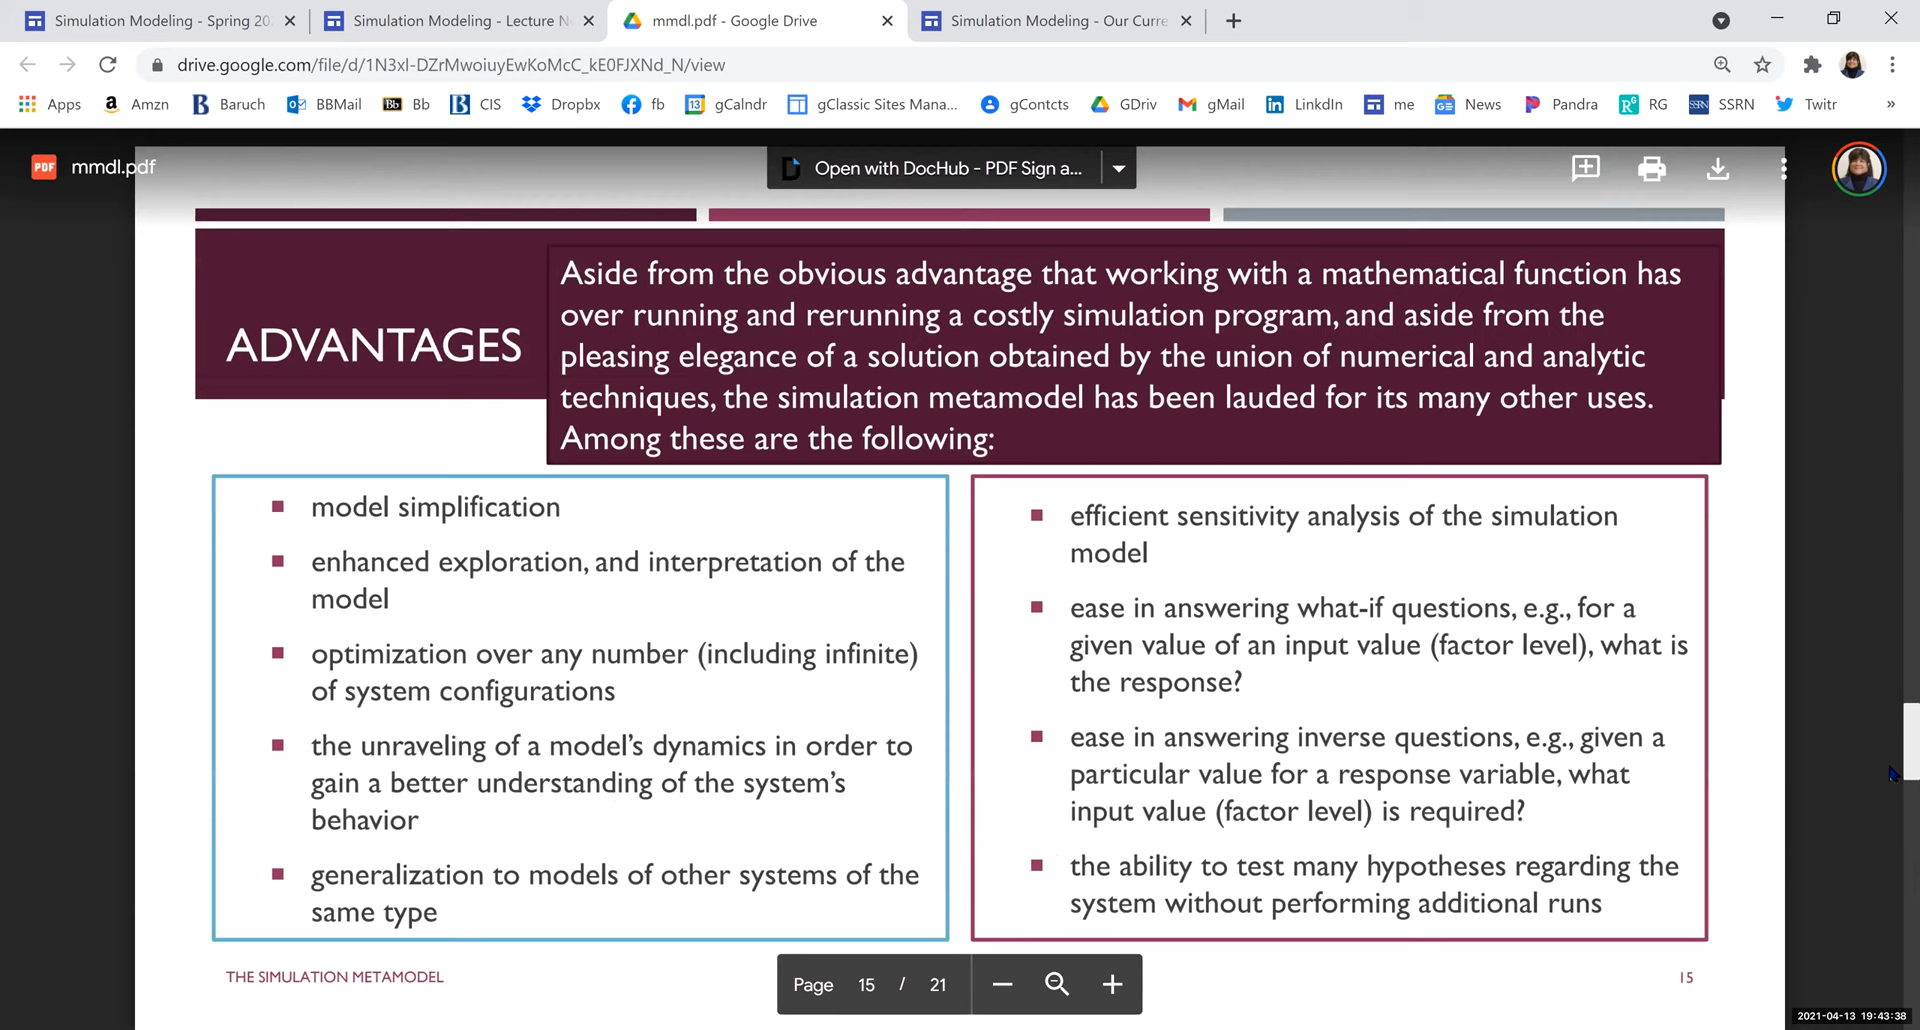 Simulation Modeling - Spring 20
Simulation Modeling - Lecture N
mmdl.pdf - Google Drive
Simulation Modeling - Our Curre
drive.google.com/file/d/1N3xl-DZrMwoiuyEwKoMcC_kE0FJXNd_N/view
Apps
Amzn
Baruch
BBMail
Bb
CIS
Dropbx
fb
gCalndr
gClassic Sites Mana...
gContcts
GDriv
gMail
LinkedIn
me
News
Pandra
RG
SSRN
Twitr
»
PDF mmdl.pdf
Open with DocHub - PDF Sign a...
ADVANTAGES
Aside from the obvious advantage that working with a mathematical function has
over running and rerunning a costly simulation program, and aside from the
pleasing elegance of a solution obtained by the union of numerical and analytic
techniques, the simulation metamodel has been lauded for its many other uses.
Among these are the following:
model simplification
enhanced exploration, and interpretation of the
model
optimization over any number (including infinite)
of system configurations
the unraveling of a model's dynamics in order to
gain a better understanding of the system's
behavior
generalization to models of other systems of the
same type
efficient sensitivity analysis of the simulation
model
ease in answering what-if questions, e.g., for a
given value of an input value (factor level), what is
the response?
ease in answering inverse questions, e.g., given a
particular value for a response variable, what
input value (factor level) is required?
the ability to test many hypotheses regarding the
system without performing additional runs
THE SIMULATION METAMODEL
Page 15 / 21
15
2021-04-13 19:43:38